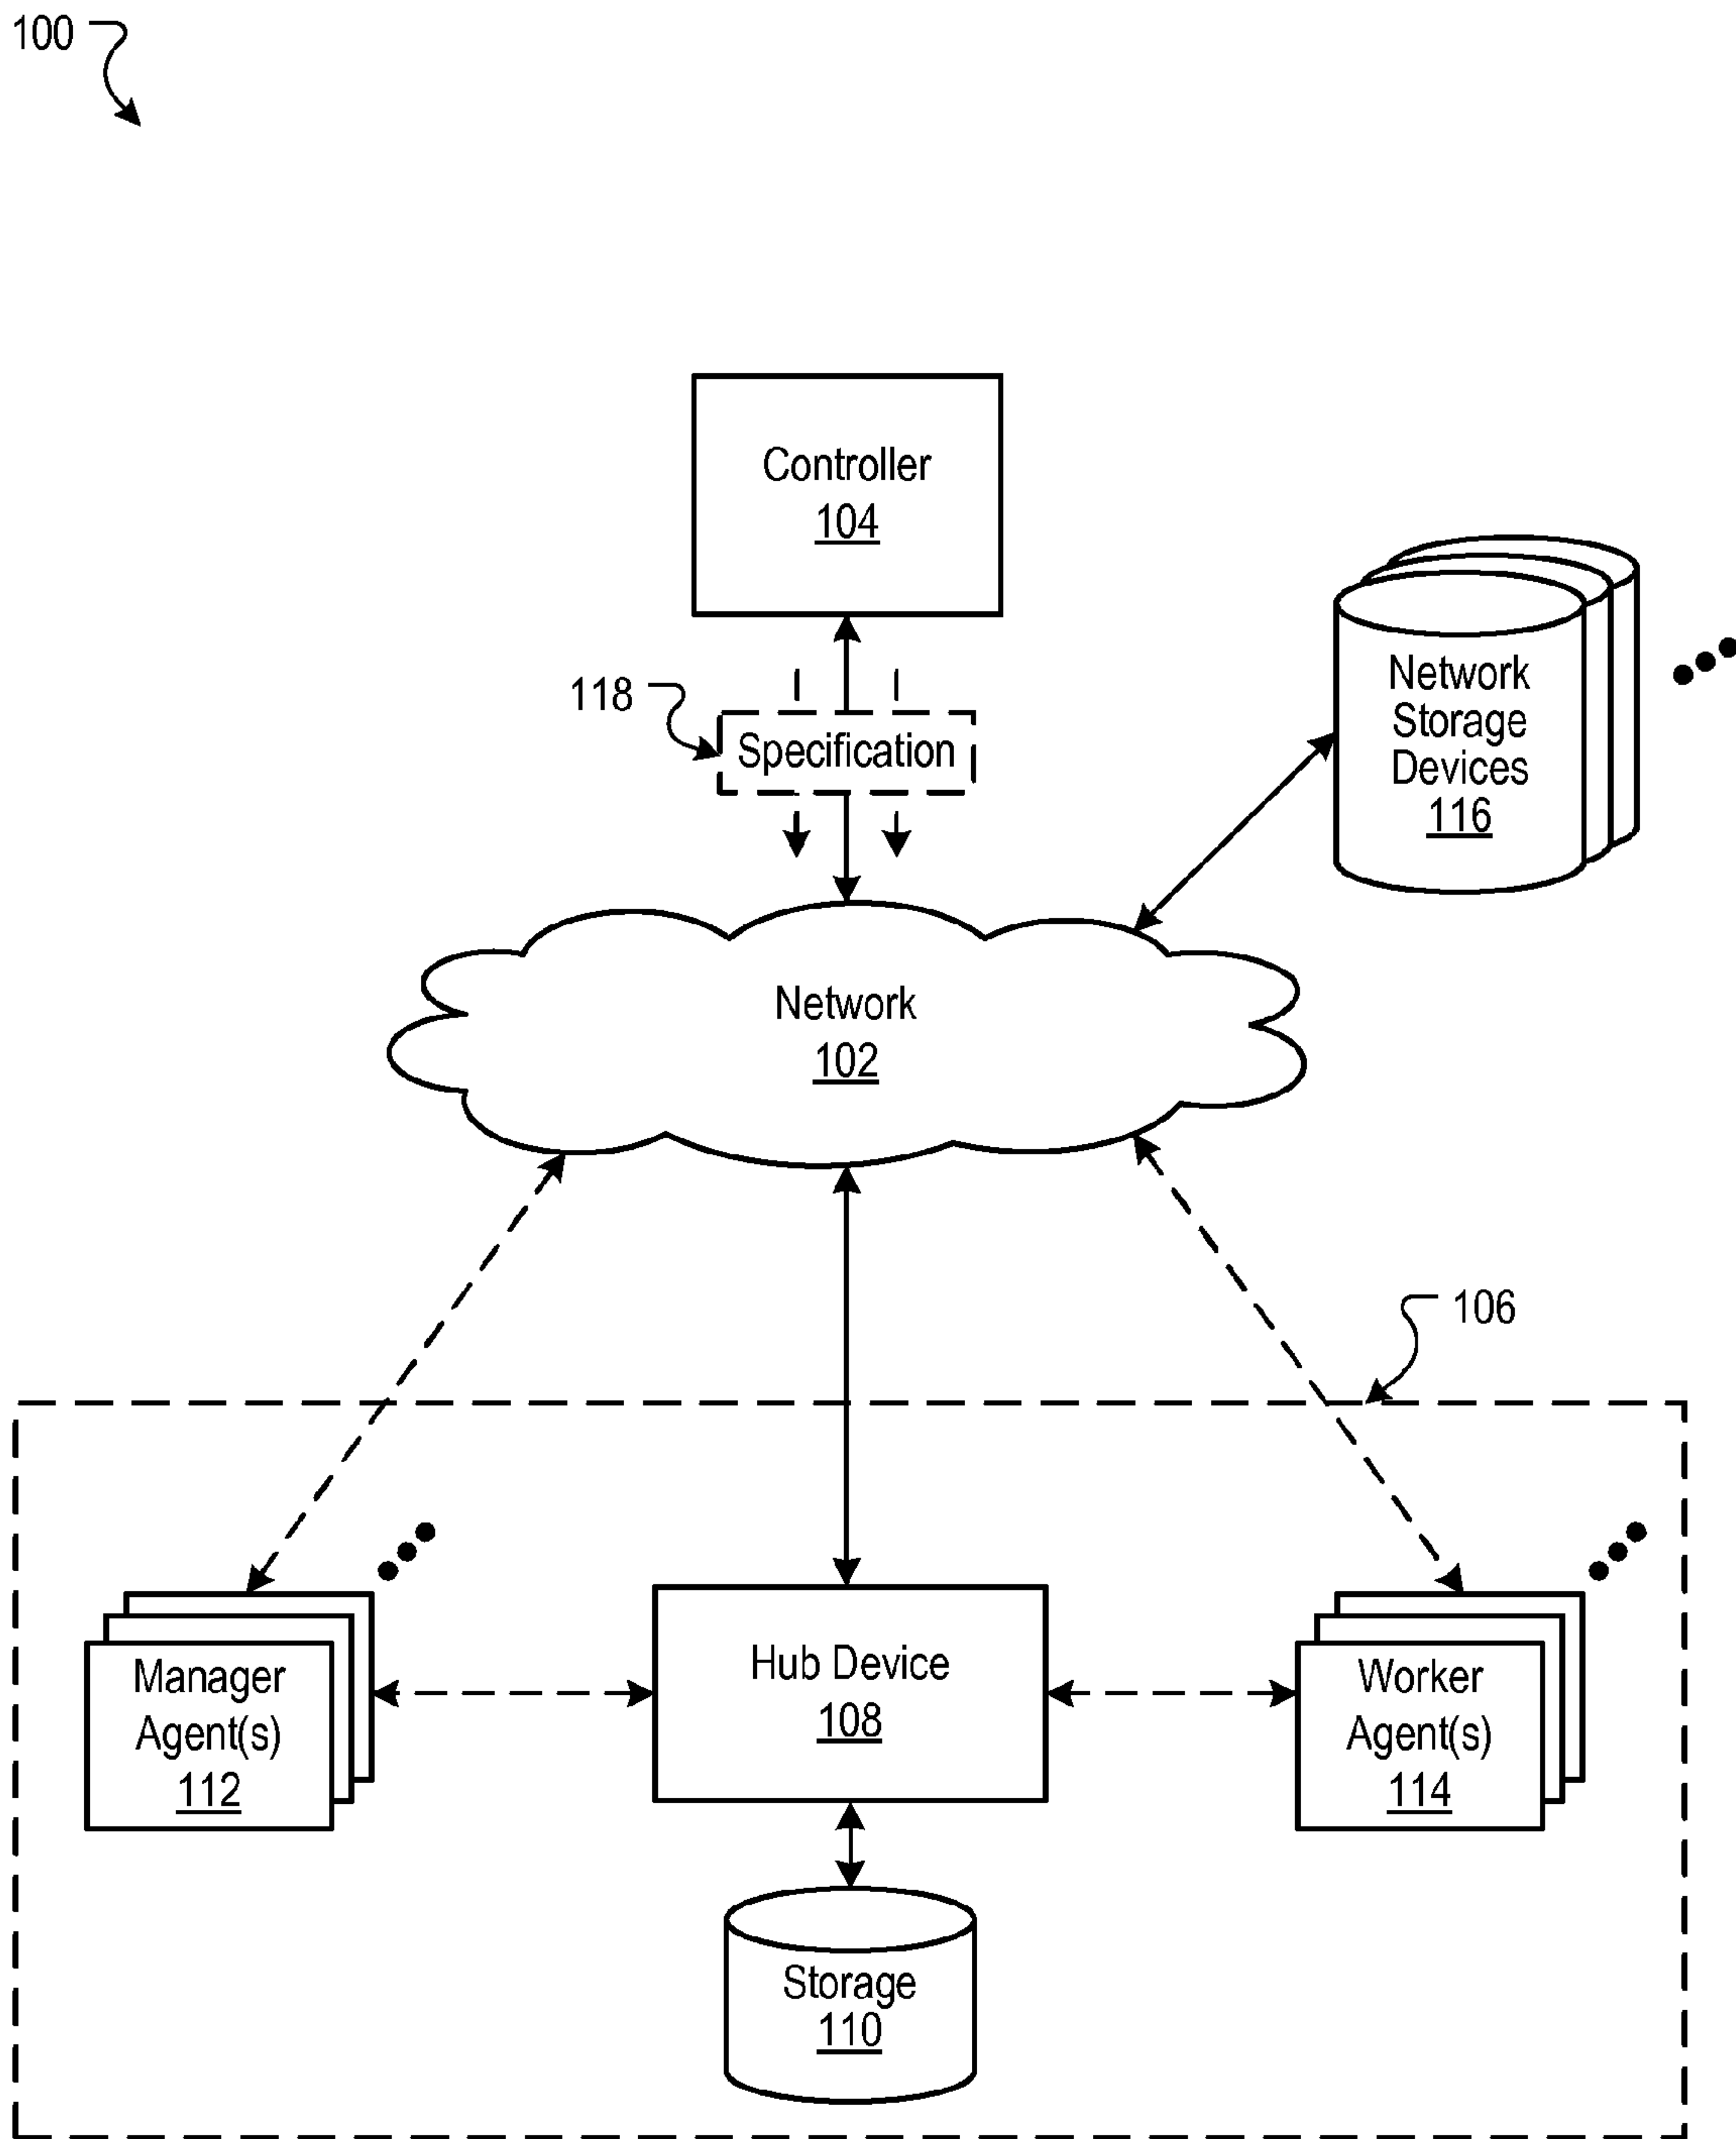 100
Controller
104
118
Specification
Network
Storage
Devices
116
Network
102
106
Manager
Agent(s)
112
Hub Device
108
Worker
Agent(s)
114
Storage
110